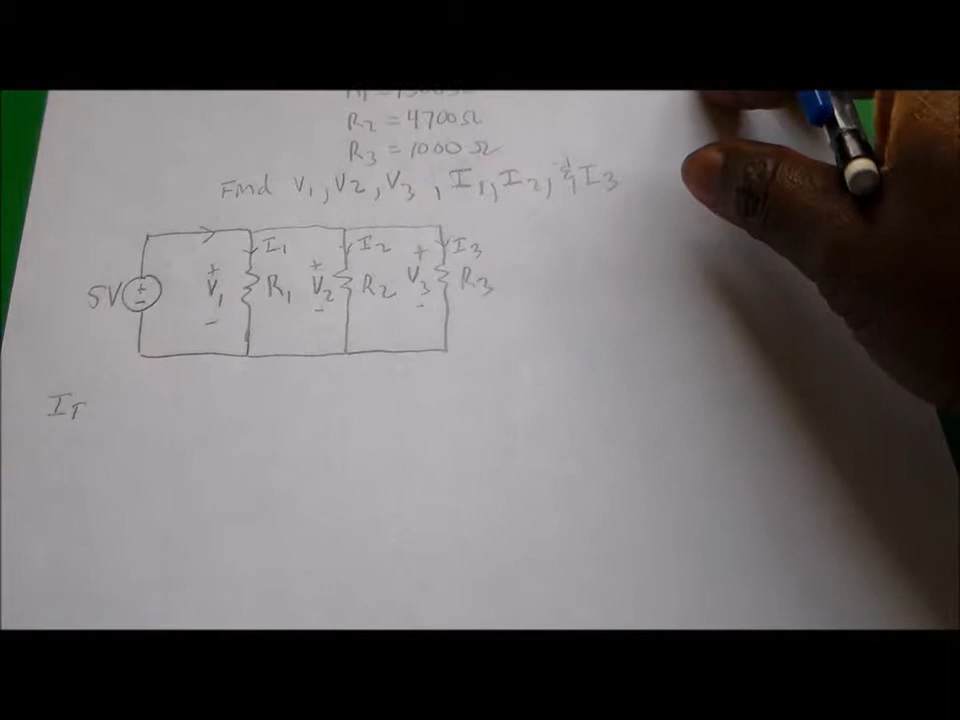 R2 = 4700Ω
R3 = 1000 Ω
Find V1, V2, V3, I1, I2, & I3
I1 I2 I3
5V + - + V1 - R1 + V2 - R2 + V3 - R3
IT